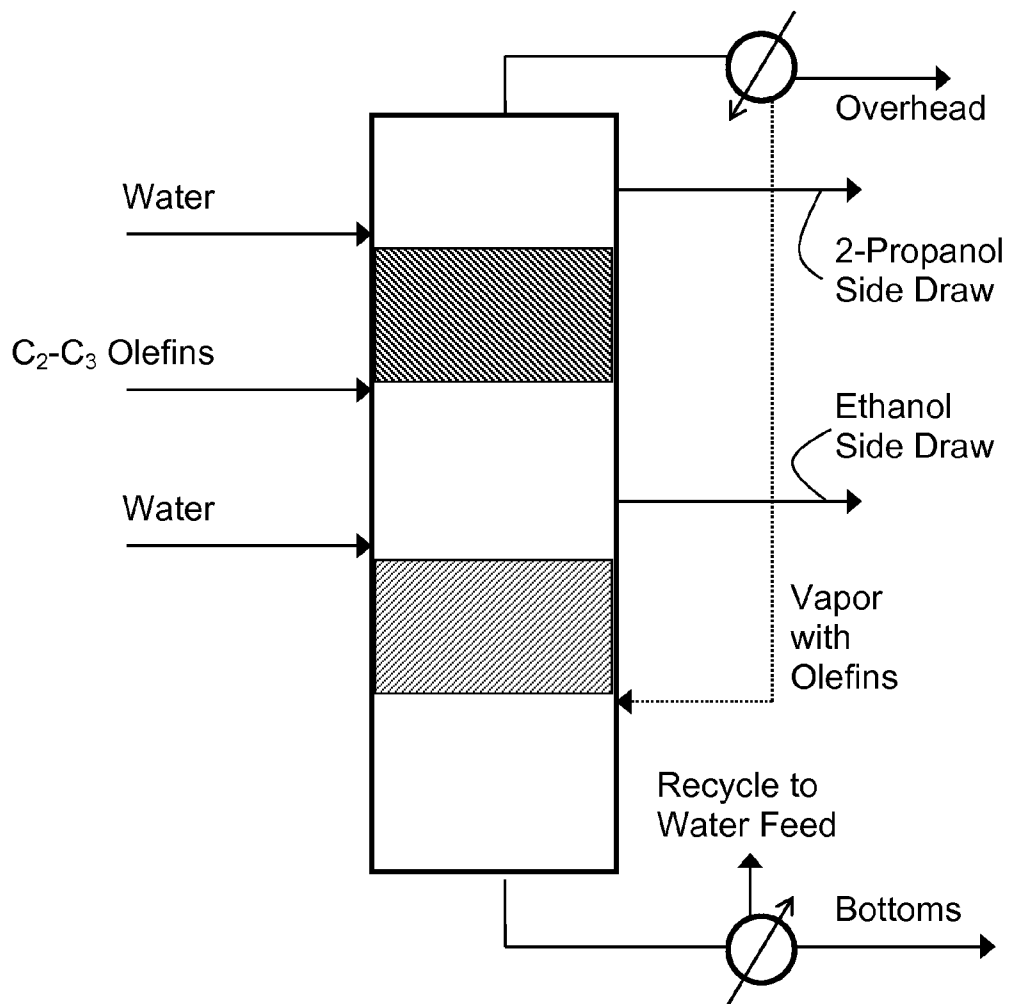 Overhead
Water
2-Propanol
Side Draw
C₂-C₃ Olefins
Ethanol
Side Draw
Water
Vapor
with
Olefins
Recycle to
Water Feed
Bottoms